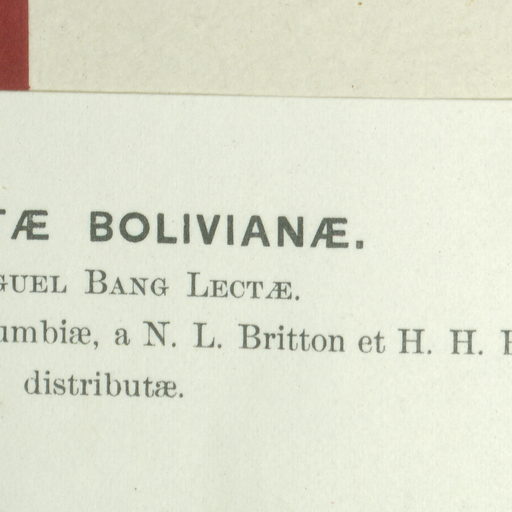 TÆ BOLIVIANÆ.
GUEL BANG LECTÆ.
umbiæ, a N. L. Britton et H. H.
distributæ.